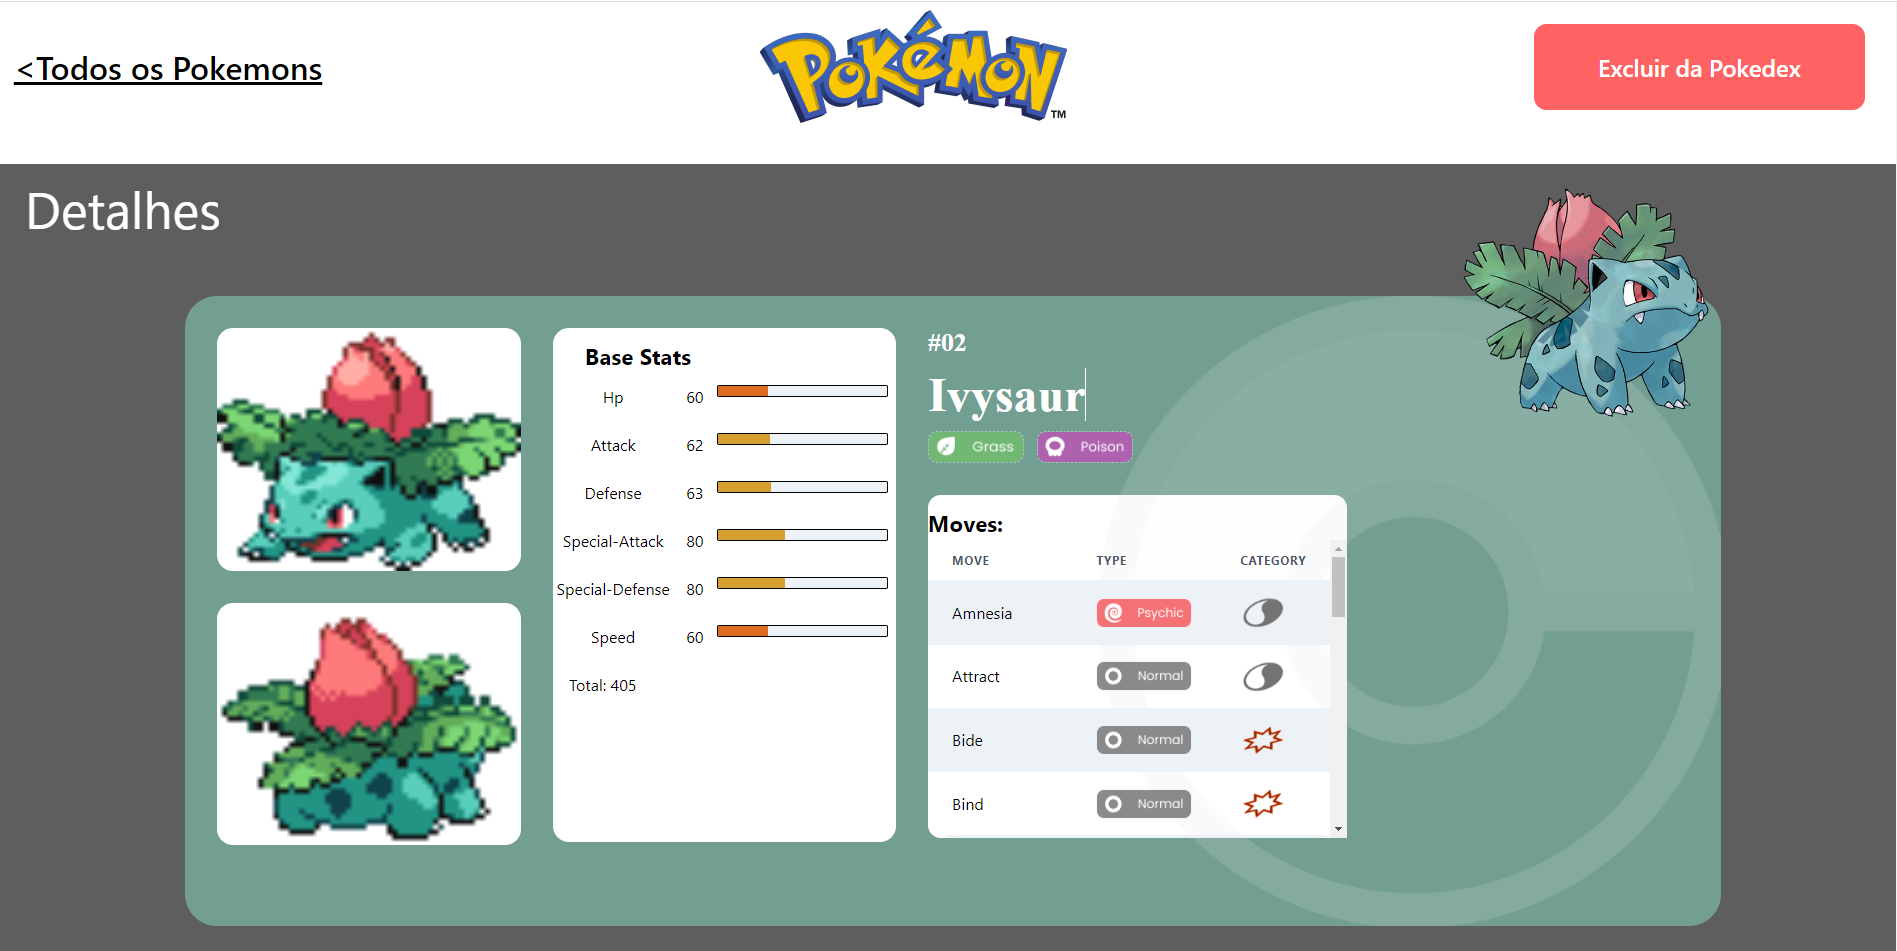 <Todos os Pokemons
POKÉMON
TM
Excluir da Pokedex
Detalhes
Base Stats
Hp 60
Attack 62
Defense 63
Special-Attack 80
Special-Defense 80
Speed 60
Total: 405
#02
Ivysaur
Grass Poison
Moves:
MOVE TYPE CATEGORY
Amnesia Psychic
Attract Normal
Bide Normal
Bind Normal